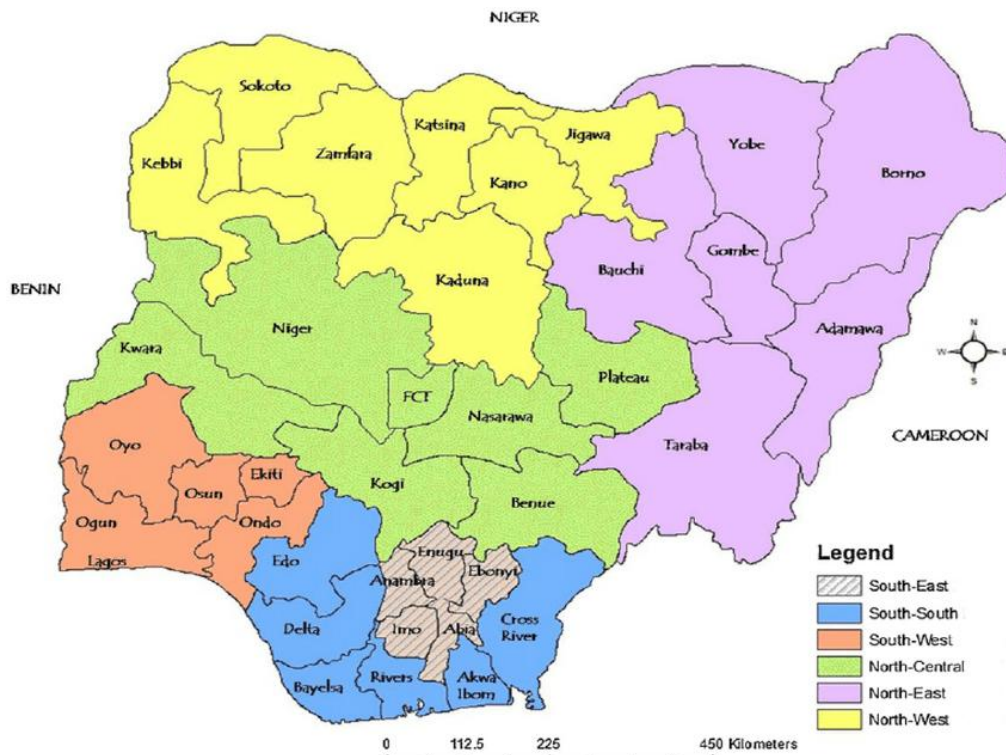 NIGER
Sokoto
Katsina
Jigawa
Yobe
Kebbi
Zamfara
Kano
Borno
Gombe
Bauchi
Kaduna
BENIN
Niger
Adamawa
N
W
E
S
Kwara
FCT
Plateau
Nasarawa
CAMEROON
Oyo
Taraba
Ekiti
Osun
Kogi
Benue
Ogun
Ondo
Lagos
Edo
Enugu
Ebonyi
Anambra
Cross
River
Delta
Imo
Abia
Bayelsa
Rivers
Akwa
Ibom
Legend
South-East
South-South
South-West
North-Central
North-East
North-West
0 112.5 225 450 Kilometers